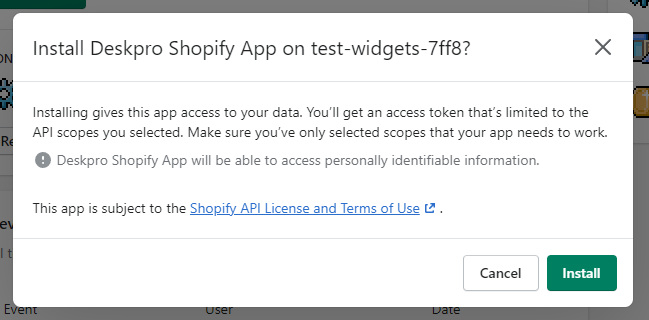 Install Deskpro Shopify App on test-widgets-7ff8?
Installing gives this app access to your data. You'll get an access token that's limited to the
API scopes you selected. Make sure you've only selected scopes that your app needs to work.
Deskpro Shopify App will be able to access personally identifiable information.
This app is subject to the Shopify API License and Terms of Use .
Cancel Install
Event User Date